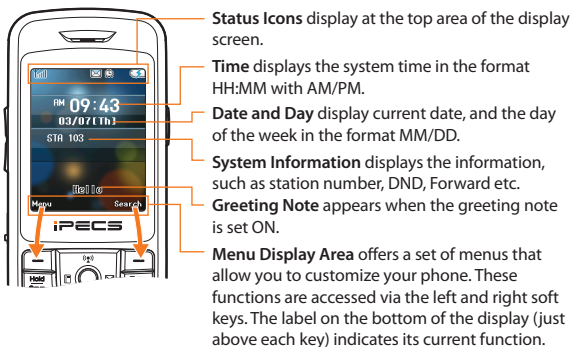 Status Icons display at the top area of the display
screen.
Time displays the system time in the format
HH:MM with AM/PM.
Date and Day display current date, and the day
of the week in the format MM/DD.
System Information displays the information,
such as station number, DND, Forward etc.
Greeting Note appears when the greeting note
is set ON.
Menu Display Area offers a set of menus that
allow you to customize your phone. These
functions are accessed via the left and right soft
keys. The label on the bottom of the display (just
above each key) indicates its current function.
AM 09:43
03/07[Th]
STA 103
Hello
Menu Search
iPECS
Hold